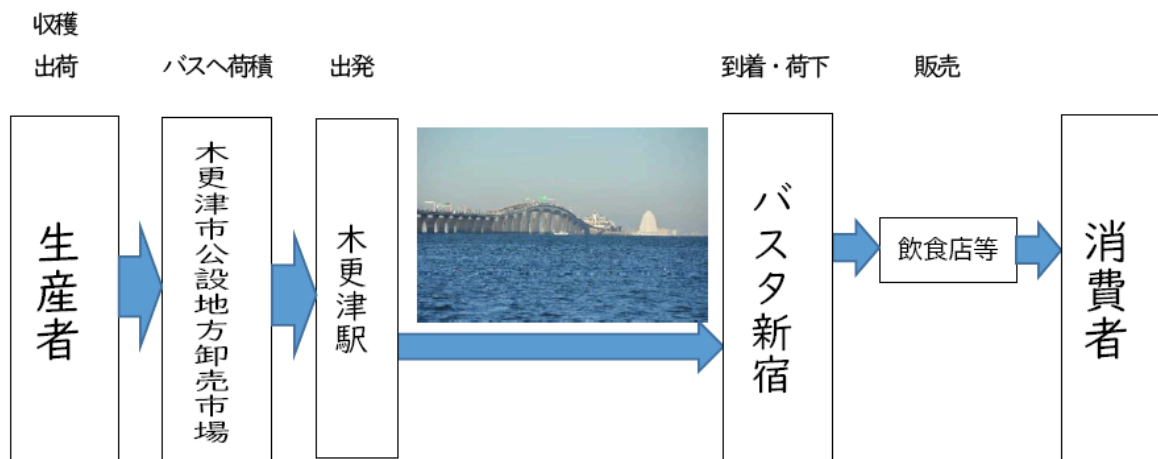 収穫
出荷
バスへ荷積
出発
到着・荷下
販売
生産者
木更津市公設地方卸売市場
木更津駅
バスタ新宿
飲食店等
消費者